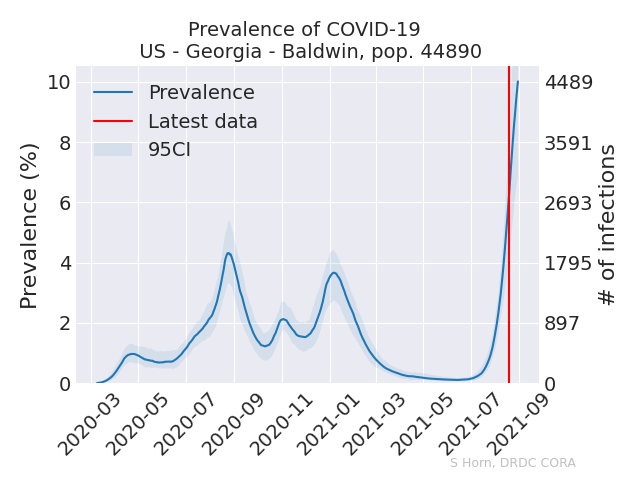 Prevalence of COVID-19
US - Georgia - Baldwin, pop. 44890
Prevalence
Latest data
95CI
Prevalence (%)
10
8
6
4
2
0
4489
3591
2693
1795
897
0
# of infections
2020-03
2020-05
2020-07
2020-09
2020-11
2021-01
2021-03
2021-05
2021-07
2021-09
S Horn, DRDC CORA